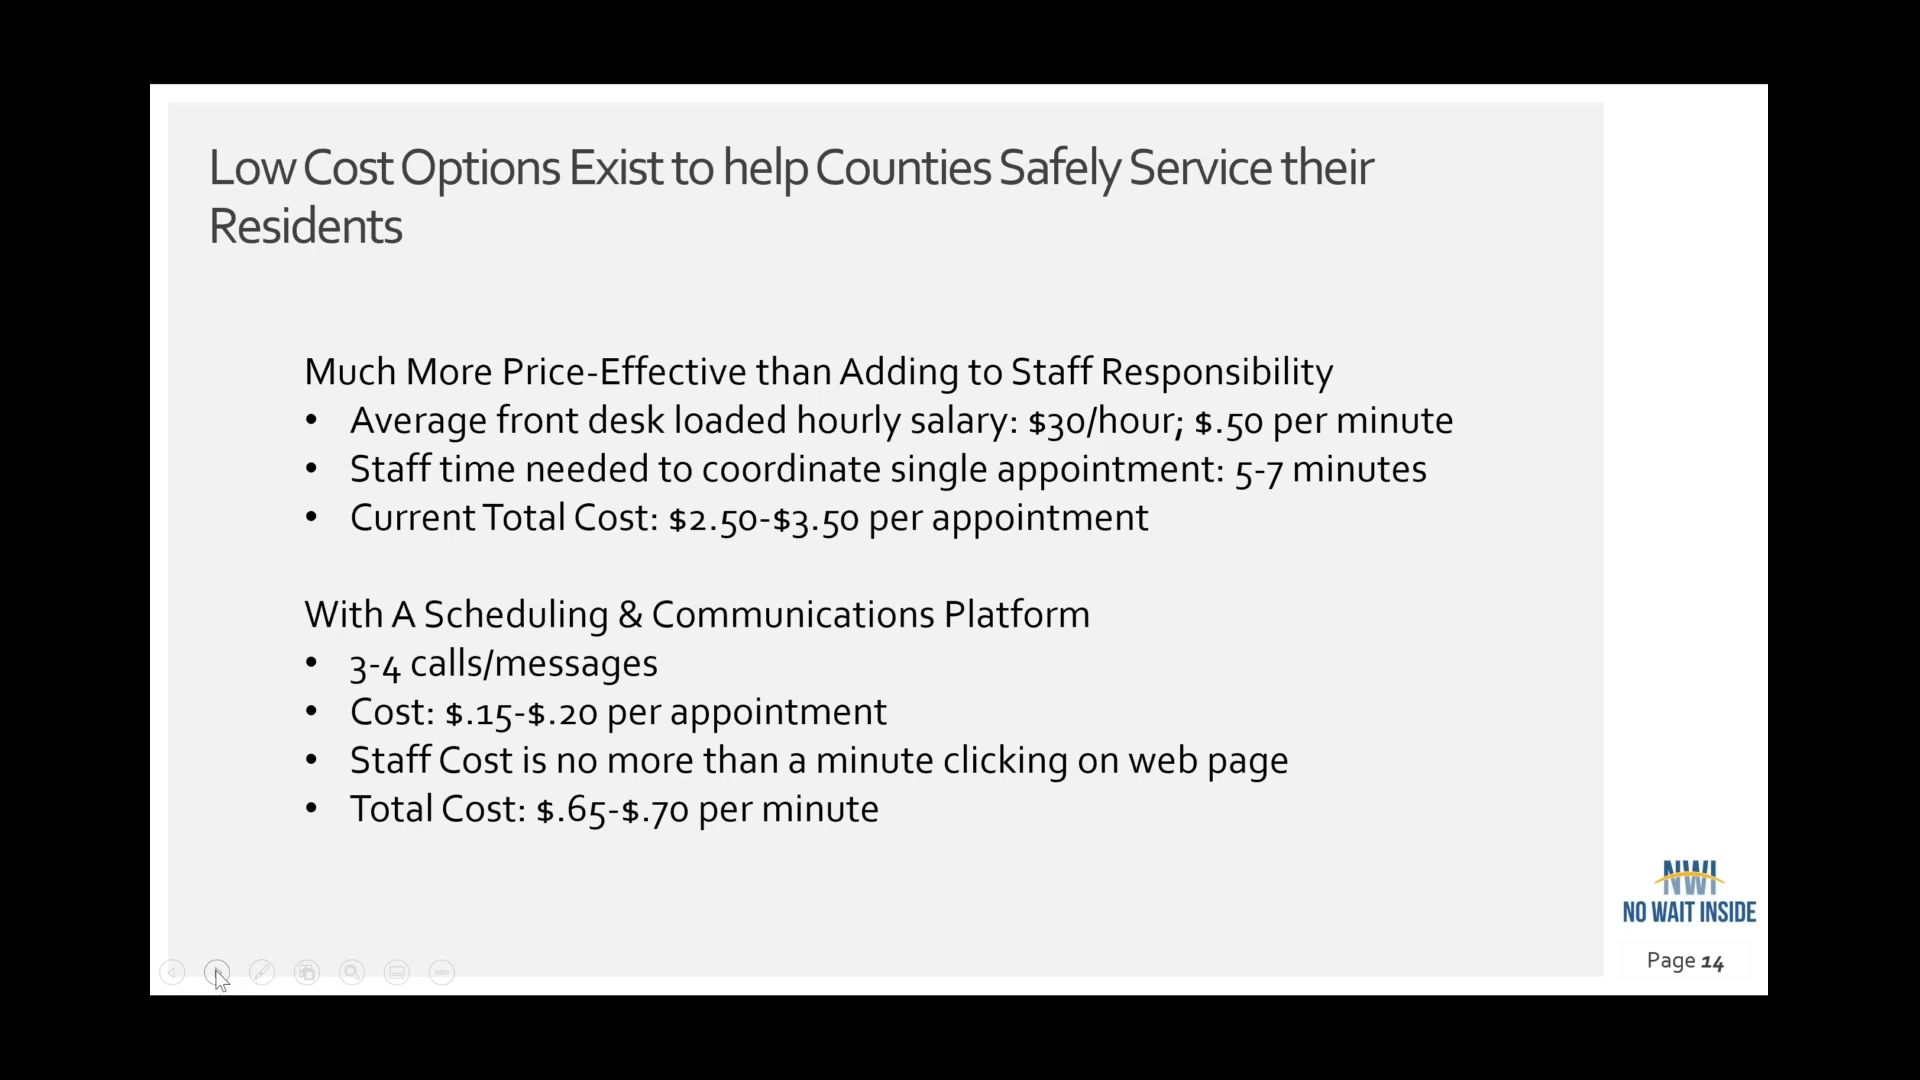 Low Cost Options Exist to help Counties Safely Service their
Residents
Much More Price-Effective than Adding to Staff Responsibility
• Average front desk loaded hourly salary: $30/hour; $.50 per minute
• Staff time needed to coordinate single appointment: 5-7 minutes
• Current Total Cost: $2.50-$3.50 per appointment
With A Scheduling & Communications Platform
• 3-4 calls/messages
• Cost: $.15-$.20 per appointment
• Staff Cost is no more than a minute clicking on web page
• Total Cost: $.65-$.70 per minute
NWI
NO WAIT INSIDE
Page 14